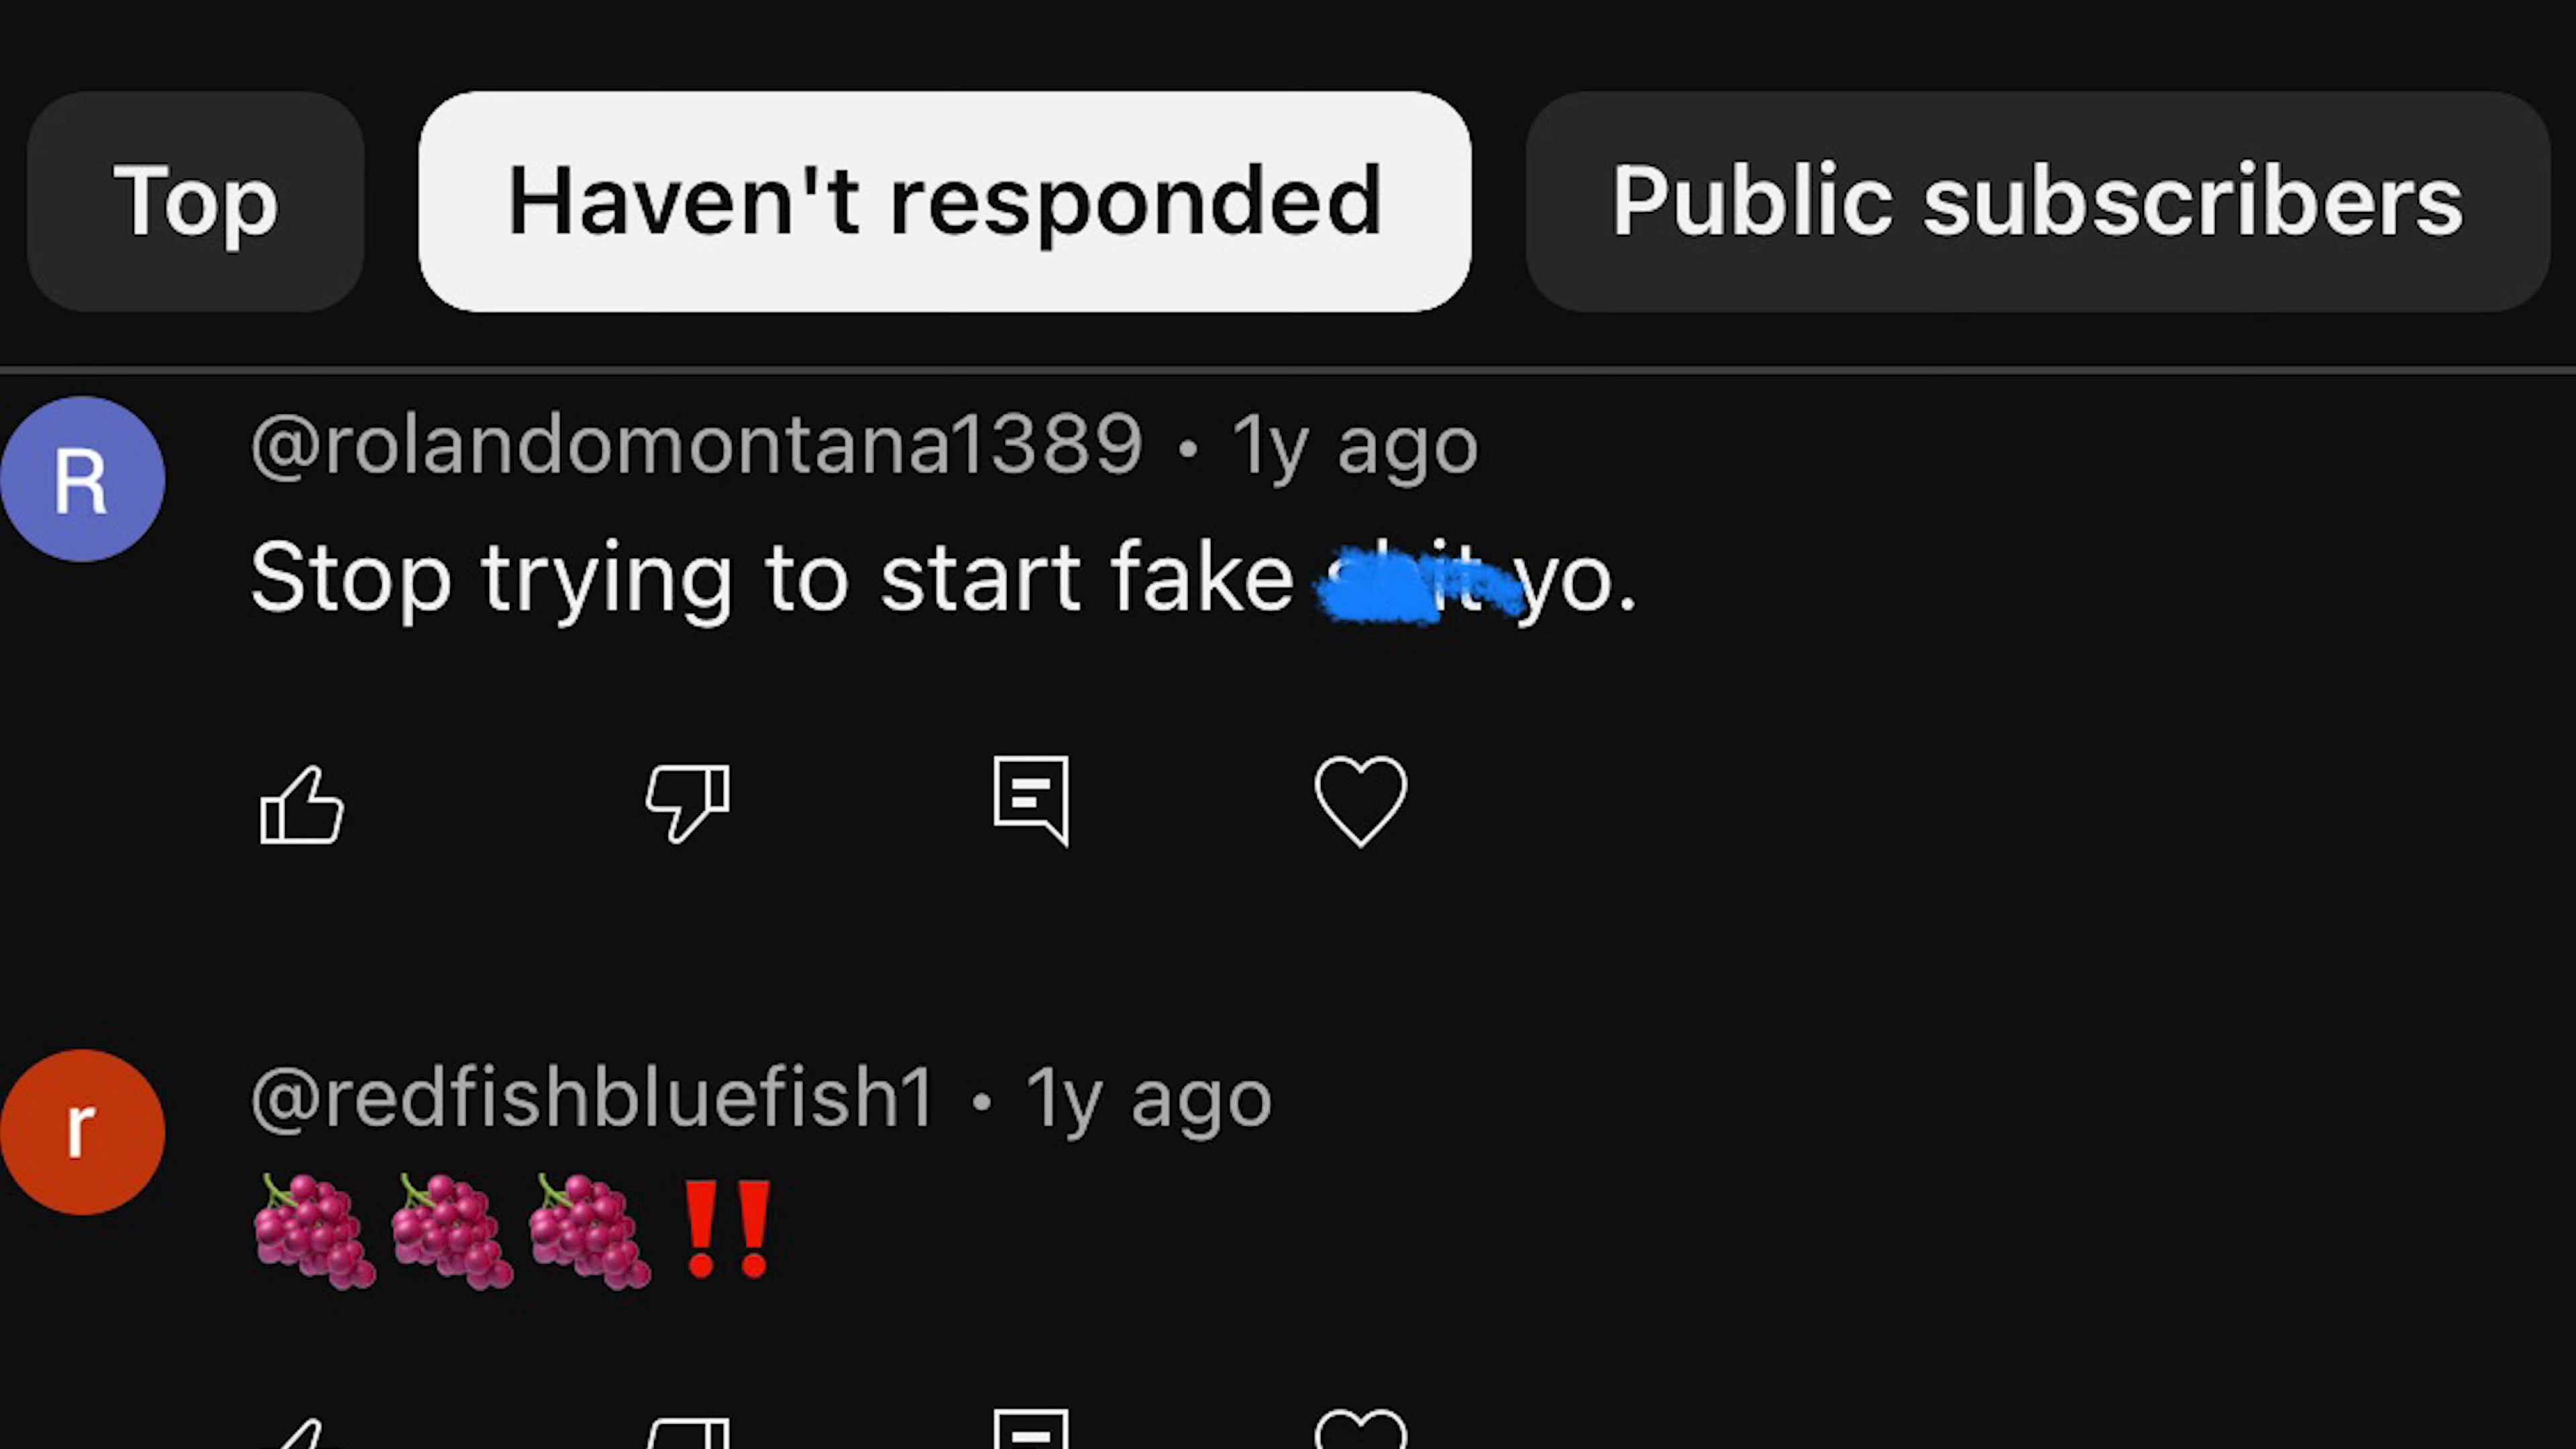 Top
Haven't responded
Public subscribers
R
@rolandomontana1389 • 1y ago
Stop trying to start fake yo.
r
@redfishbluefish1 • 1y ago
🍇🍇🍇‼️